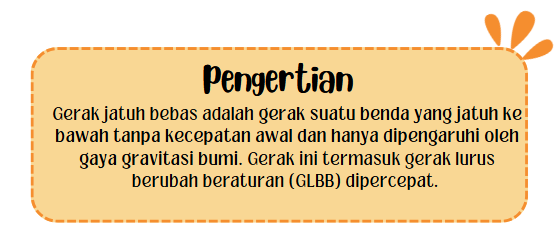 Pengertian
Gerak jatuh bebas adalah gerak suatu benda yang jatuh ke
bawah tanpa kecepatan awal dan hanya dipengaruhi oleh
gaya gravitasi bumi. Gerak ini termasuk gerak lurus
berubah beraturan (GLBB) dipercepat.